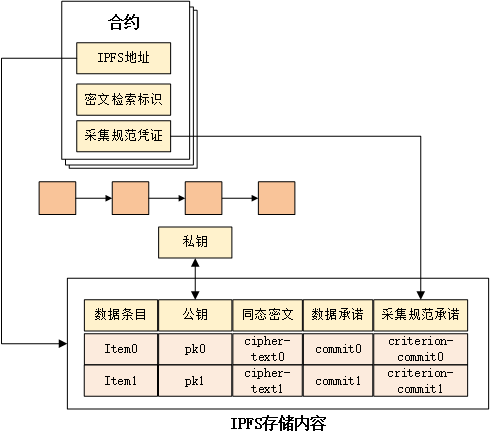 合约
IPFS地址
密文检索标识
采集规范凭证
私钥
数据条目 公钥 同态密文 数据承诺 采集规范承诺
Item0 pk0 cipher-text0 commit0 criterion-commit0
Item1 pk1 cipher-text1 commit1 criterion-commit1
IPFS存储内容